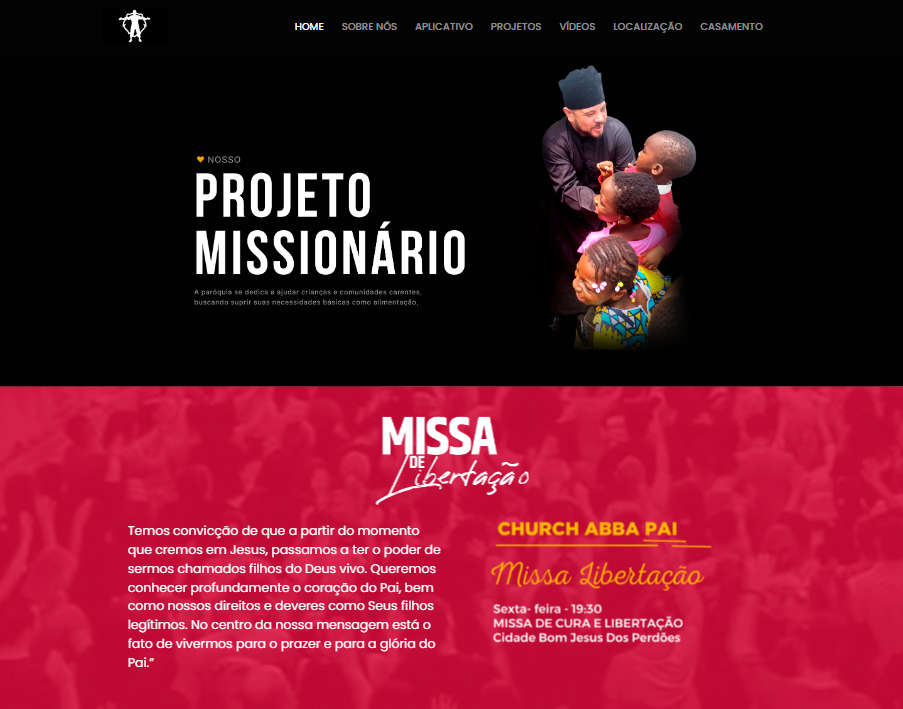 HOME SOBRE NÓS APLICATIVO PROJETOS VÍDEOS LOCALIZAÇÃO CASAMENTO
NOSSO
PROJETO
MISSIONÁRIO
A paróquia se dedica a ajudar crianças e comunidades carentes,
buscando suprir suas necessidades básicas como alimentação,
MISSA
DE
Libertação
Temos convicção de que a partir do momento
que cremos em Jesus, passamos a ter o poder de
sermos chamados filhos do Deus vivo. Queremos
conhecer profundamente o coração do Pai, bem
como nossos direitos e deveres como Seus filhos
legítimos. No centro da nossa mensagem está o
fato de vivermos para o prazer e para a glória do
Pai.”
CHURCH ABBA PAI
Missa Libertação
Sexta- feira - 19:30
MISSA DE CURA E LIBERTAÇÃO
Cidade Bom Jesus Dos Perdões